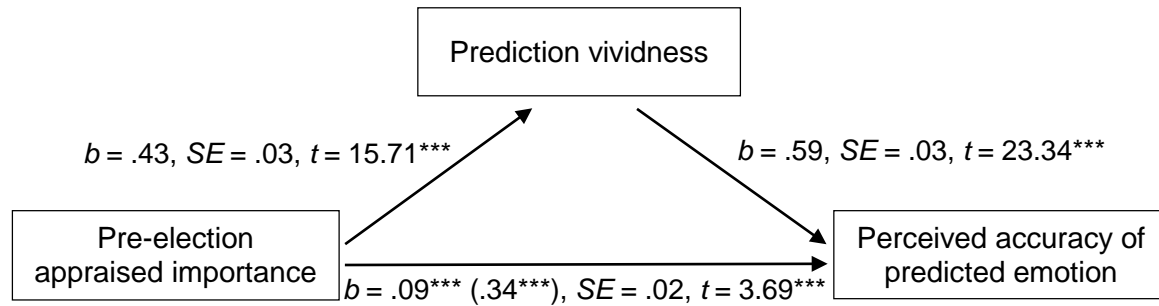 Prediction vividness
b = .43, SE = .03, t = 15.71***
b = .59, SE = .03, t = 23.34***
Pre-election
appraised importance
Perceived accuracy of
predicted emotion
b = .09*** (.34***), SE = .02, t = 3.69***